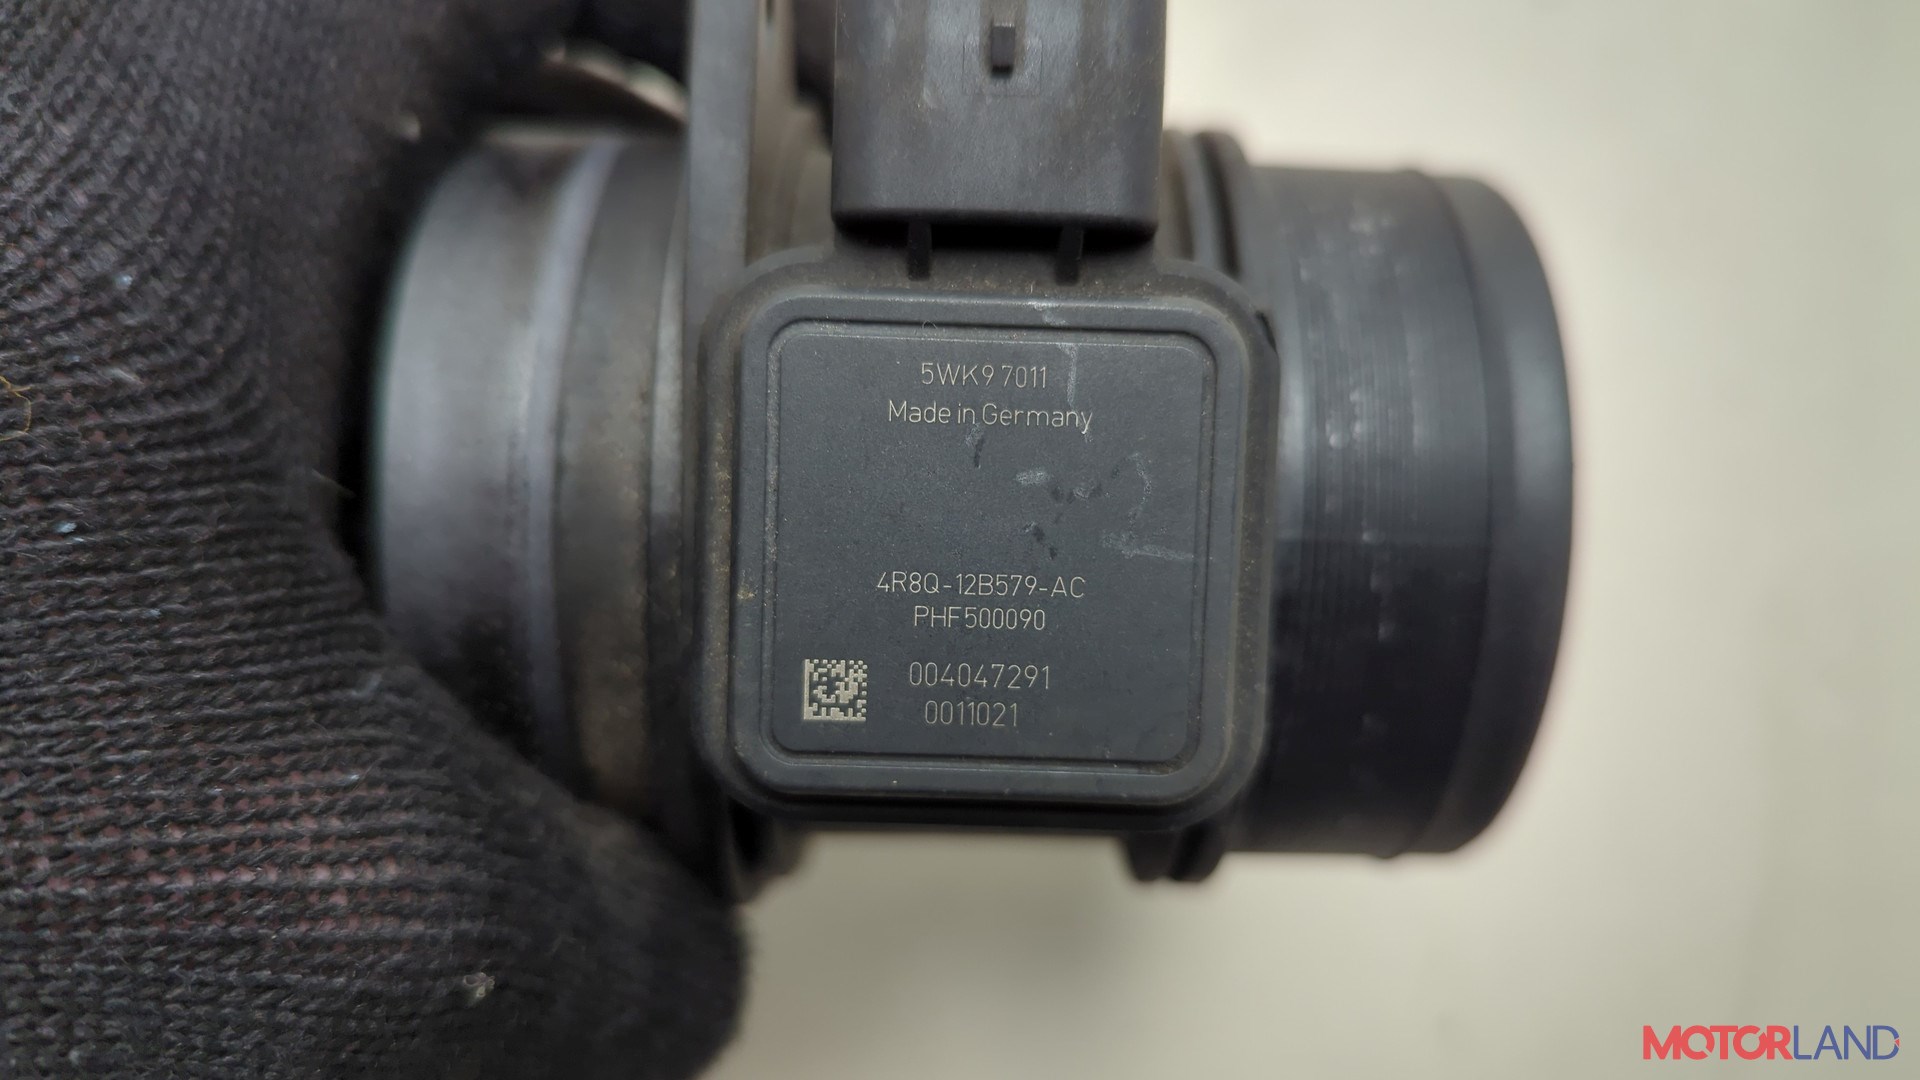 5WK9 7011
Made in Germany
4R8Q-12B579-AC
PHF500090
004047291
0011021
MOTORLAND